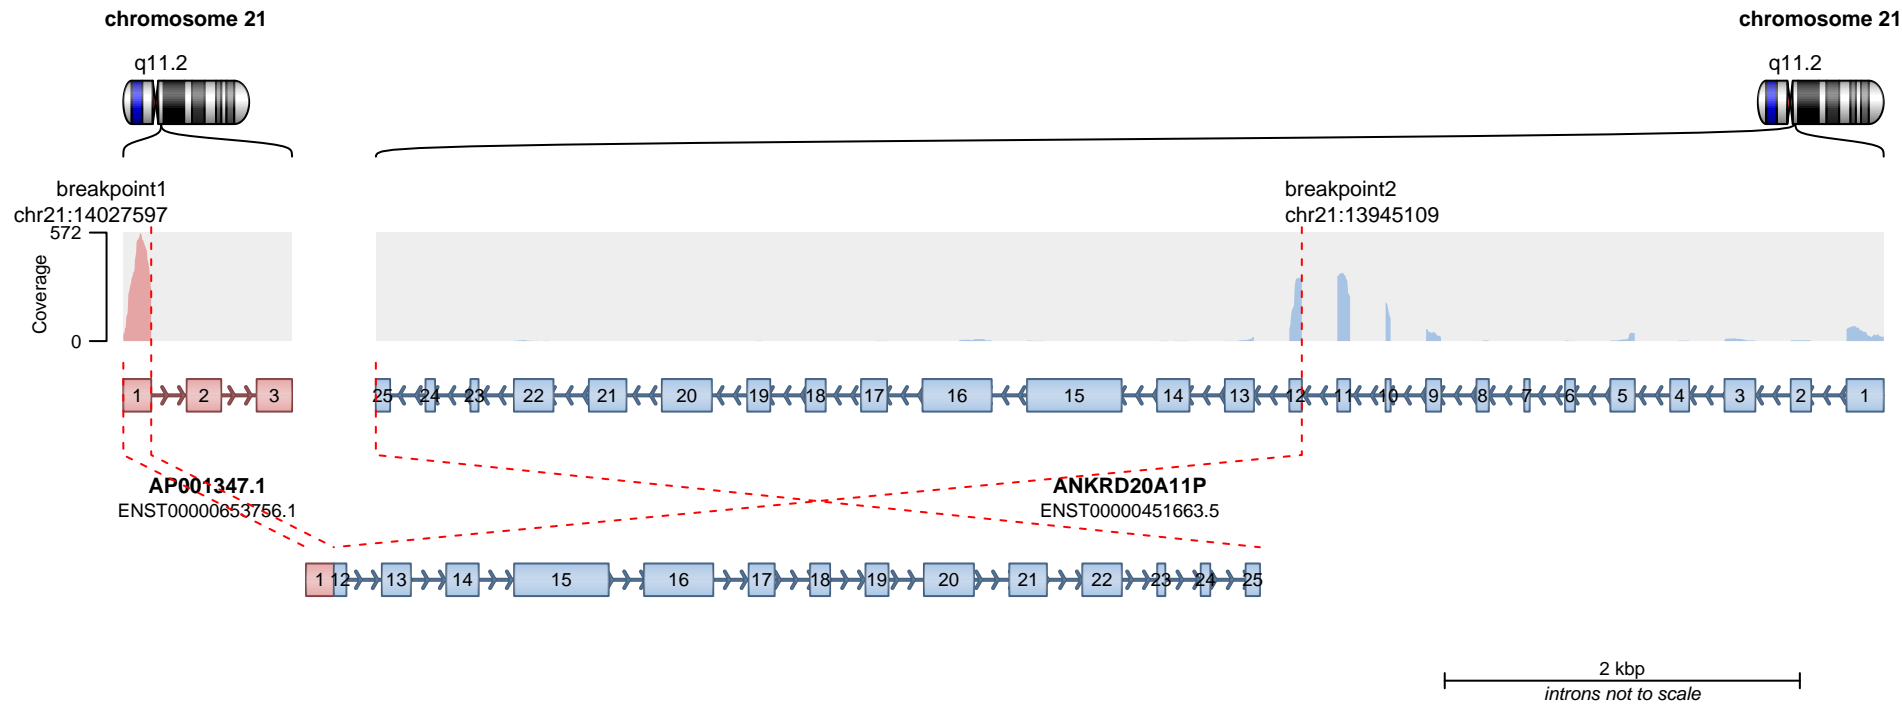 chromosome 21
chromosome 21
q11.2
q11.2
breakpoint1
chr21:14027597
breakpoint2
chr21:13945109
572
Coverage
0
1 2 3
25 24 23 22 21 20 19 18 17 16 15 14 13 12 11 10 9 8 7 6 5 4 3 2 1
AP001347.1
ENST00000653756.1
ANKRD20A11P
ENST00000451663.5
1 12 13 14 15 16 17 18 19 20 21 22 23 24 25
2 kbp
introns not to scale